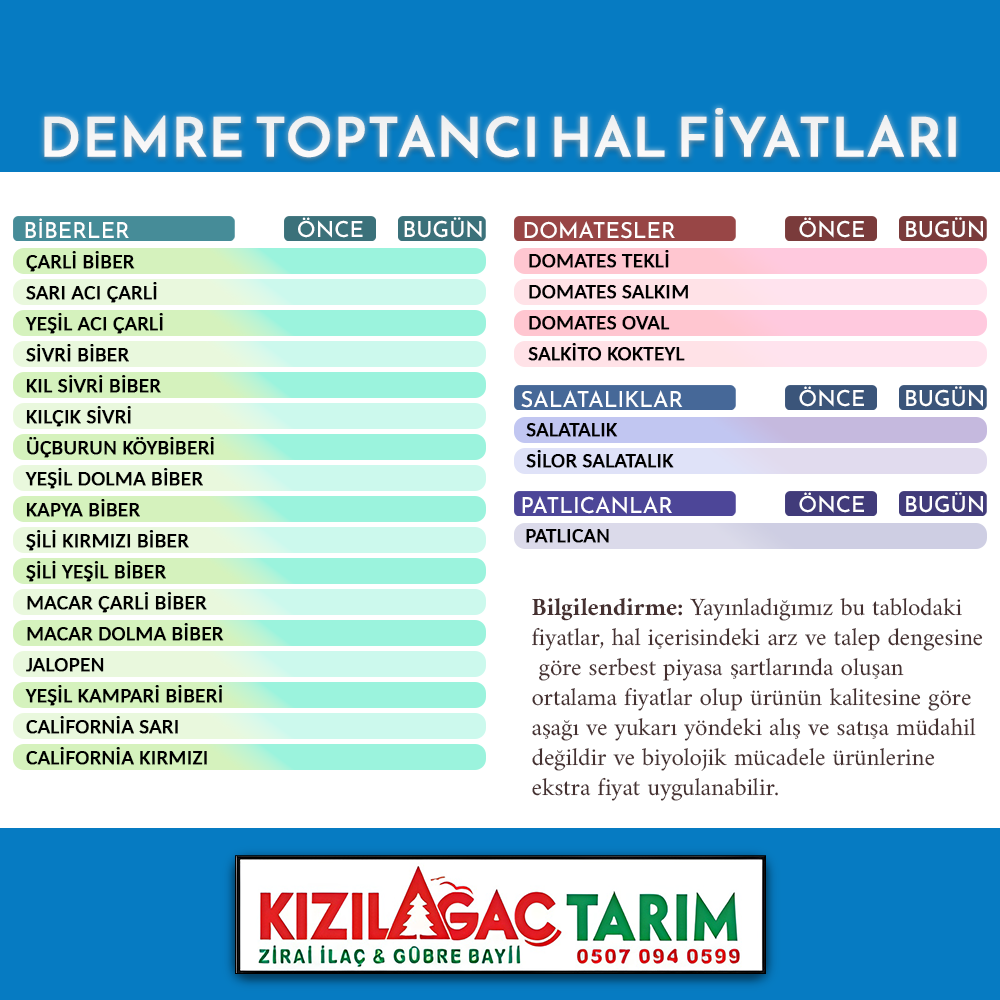 DEMRE TOPTANCI HAL FİYATLARI
BİBERLER ÖNCE BUGÜN
ÇARLİ BİBER
SARI ACI ÇARLİ
YEŞİL ACI ÇARLİ
SİVRİ BİBER
KIL SİVRİ BİBER
KILÇIK SİVRİ
ÜÇBURUN KÖYBİBERİ
YEŞİL DOLMA BİBER
KAPYA BİBER
ŞİLİ KIRMIZI BİBER
ŞİLİ YEŞİL BİBER
MACAR ÇARLİ BİBER
MACAR DOLMA BİBER
JALOPEN
YEŞİL KAMPARİ BİBERİ
CALİFORNİA SARI
CALİFORNİA KIRMIZI
DOMATESLER ÖNCE BUGÜN
DOMATES TEKLİ
DOMATES SALKIM
DOMATES OVAL
SALKİTO KOKTEYL
SALATALIKLAR ÖNCE BUGÜN
SALATALIK
SİLOR SALATALIK
PATLICANLAR ÖNCE BUGÜN
PATLICAN
Bilgilendirme: Yayınladığımız bu tablodaki
fiyatlar, hal içerisindeki arz ve talep dengesine
göre serbest piyasa şartlarında oluşan
ortalama fiyatlar olup ürünün kalitesine göre
aşağı ve yukarı yöndeki alış ve satışa müdahil
değildir ve biyolojik mücadele ürünlerine
ekstra fiyat uygulanabilir.
KIZILAGAÇ TARIM
ZİRAİ İLAÇ & GÜBRE BAYİİ 0507 094 0599